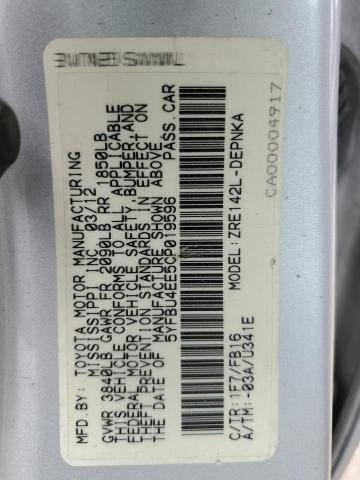 MFD. BY: TOYOTA MOTOR MANUFACTURING
MISSISSIPPI INC. 03/12
GVWR 3840LB GAWR FR 2090LB RR 1850LB
THIS VEHICLE CONFORMS TO ALL APPLICABLE
FEDERAL MOTOR VEHICLE SAFETY, BUMPER, AND
THEFT PREVENTION STANDARDS IN EFFECT ON
THE DATE OF MANUFACTURE SHOWN ABOVE.
5YFBU4EE5CP019596 PASS.CAR
C/TR:1F7/FB16 MODEL:ZRE142L-DEPNKA
A/TM:-03A/U341E
CA00004917